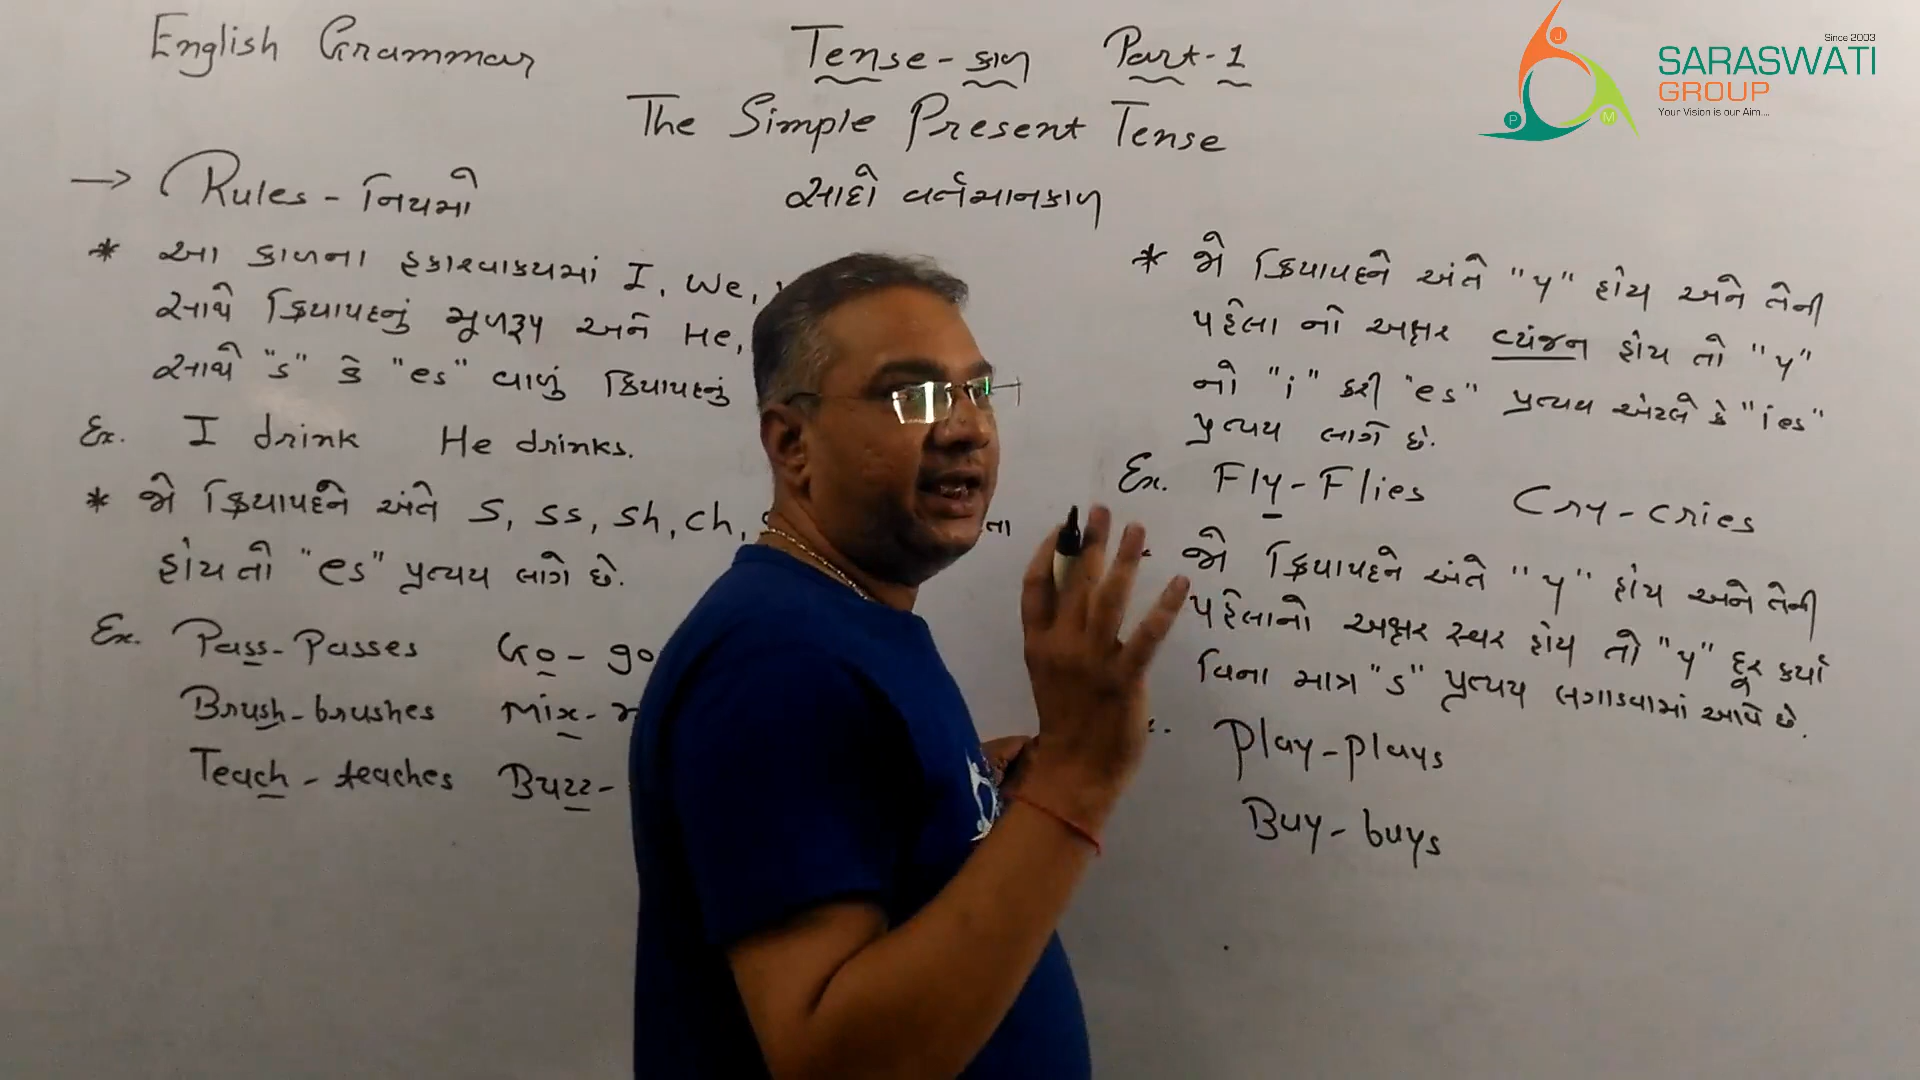 English Grammar
Tense - કાળ Part-1
The Simple Present Tense
સાદો વર્તમાનકાળ
Since 2003
SARASWATI
GROUP
Your Vision is our Aim....
J
P
M
→ Rules - નિયમો
* આ કાળના હકારવાક્યમાં I, We,
સાથે ક્રિયાપદનું મૂળરૂપ અને He,
સાથે "s" કે "es" વાળું ક્રિયાપદનું
Ex. I drink He drinks.
* જો ક્રિયાપદને અંતે s, ss, sh, ch,
હોય તો "es" પ્રત્યય લાગે છે.
Ex. Pass - Passes Go - go
Brush - brushes Mix -
Teach - teaches Buzz -
* જો ક્રિયાપદને અંતે "y" હોય અને તેની
પહેલા નો અક્ષર વ્યંજન હોય તો "y"
નો "i" કરી "es" પ્રત્યય એટલે કે "ies"
પ્રત્યય લાગે છે.
Ex. Fly - Flies Cry - cries
* જો ક્રિયાપદને અંતે "y" હોય અને તેની
પહેલાનો અક્ષર સ્વર હોય તો "y" દૂર કર્યા
વિના માત્ર "s" પ્રત્યય લગાડવામાં આવે છે.
Play - plays
Buy - buys